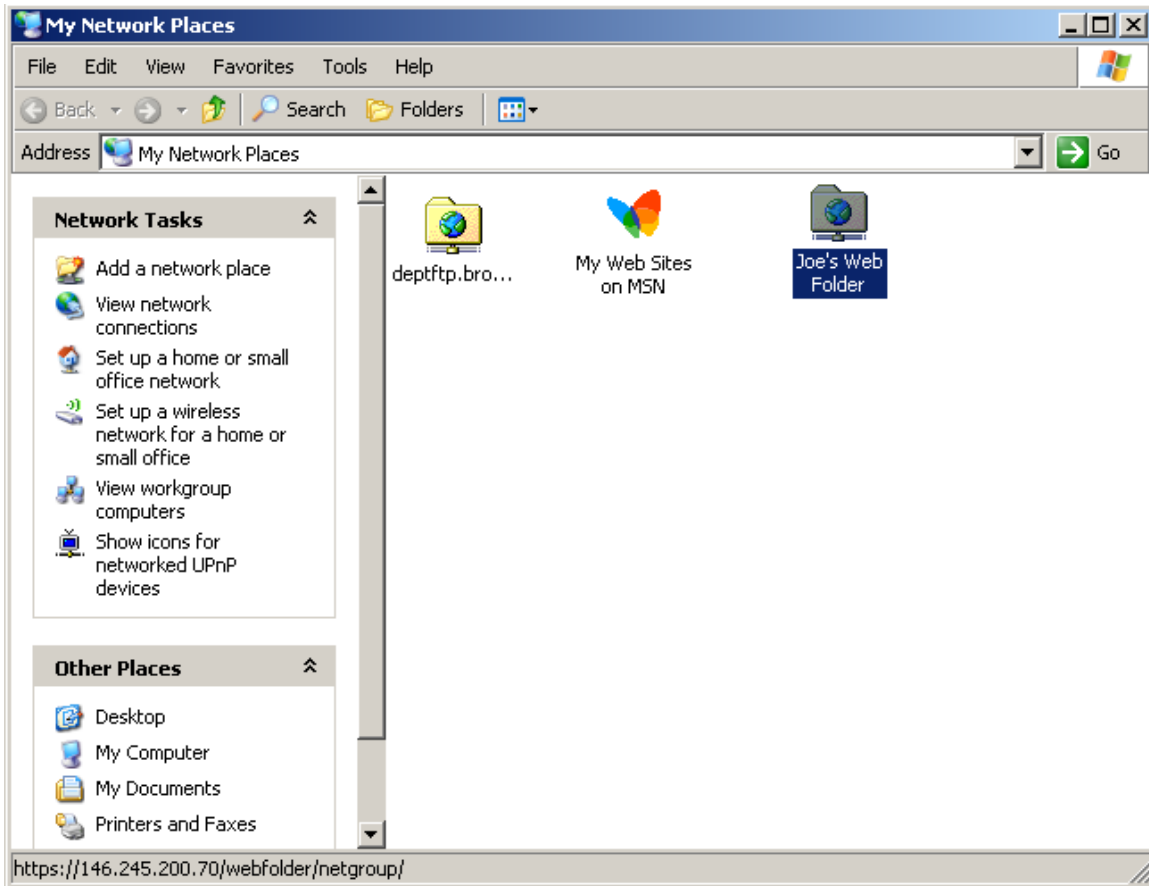 My Network Places
File Edit View Favorites Tools Help
Back Search Folders
Address My Network Places Go
Network Tasks
Add a network place
View network
connections
Set up a home or small
office network
Set up a wireless
network for a home or
small office
View workgroup
computers
Show icons for
networked UPnP
devices
Other Places
Desktop
My Computer
My Documents
Printers and Faxes
deptftp.bro...
My Web Sites
on MSN
Joe's Web
Folder
https://146.245.200.70/webfolder/netgroup/